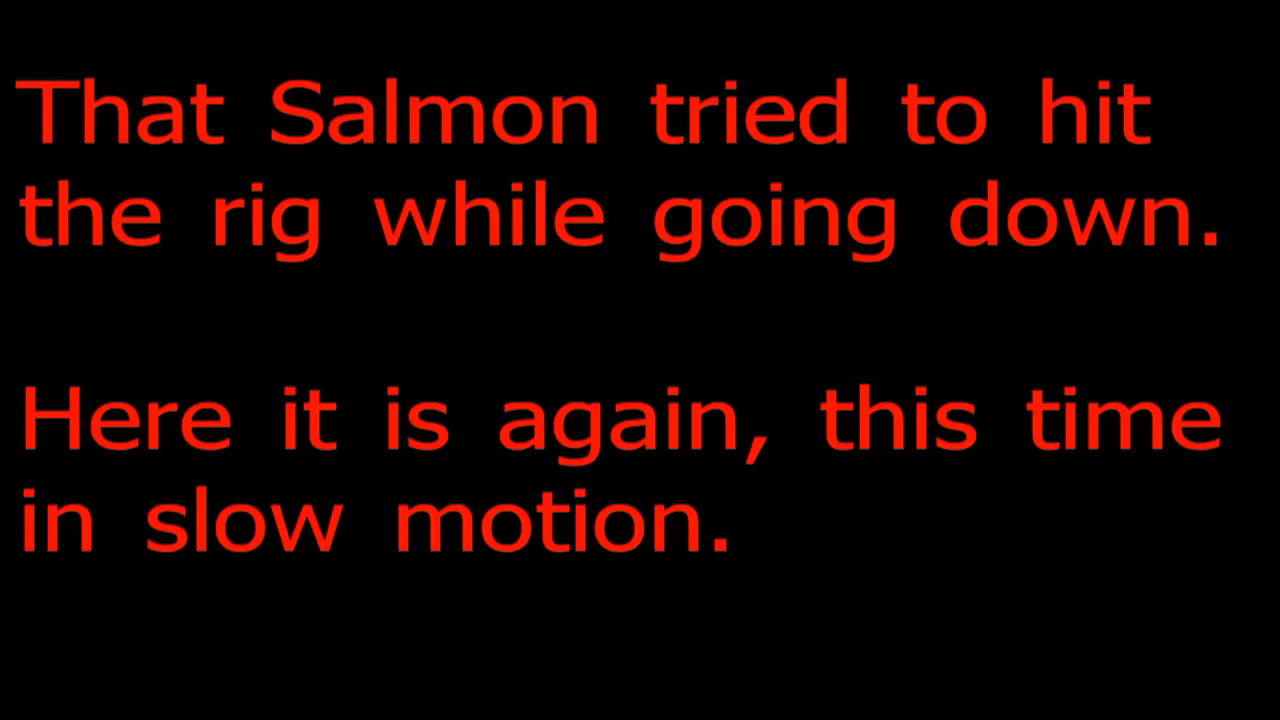 That Salmon tried to hit
the rig while going down.
Here it is again, this time
in slow motion.